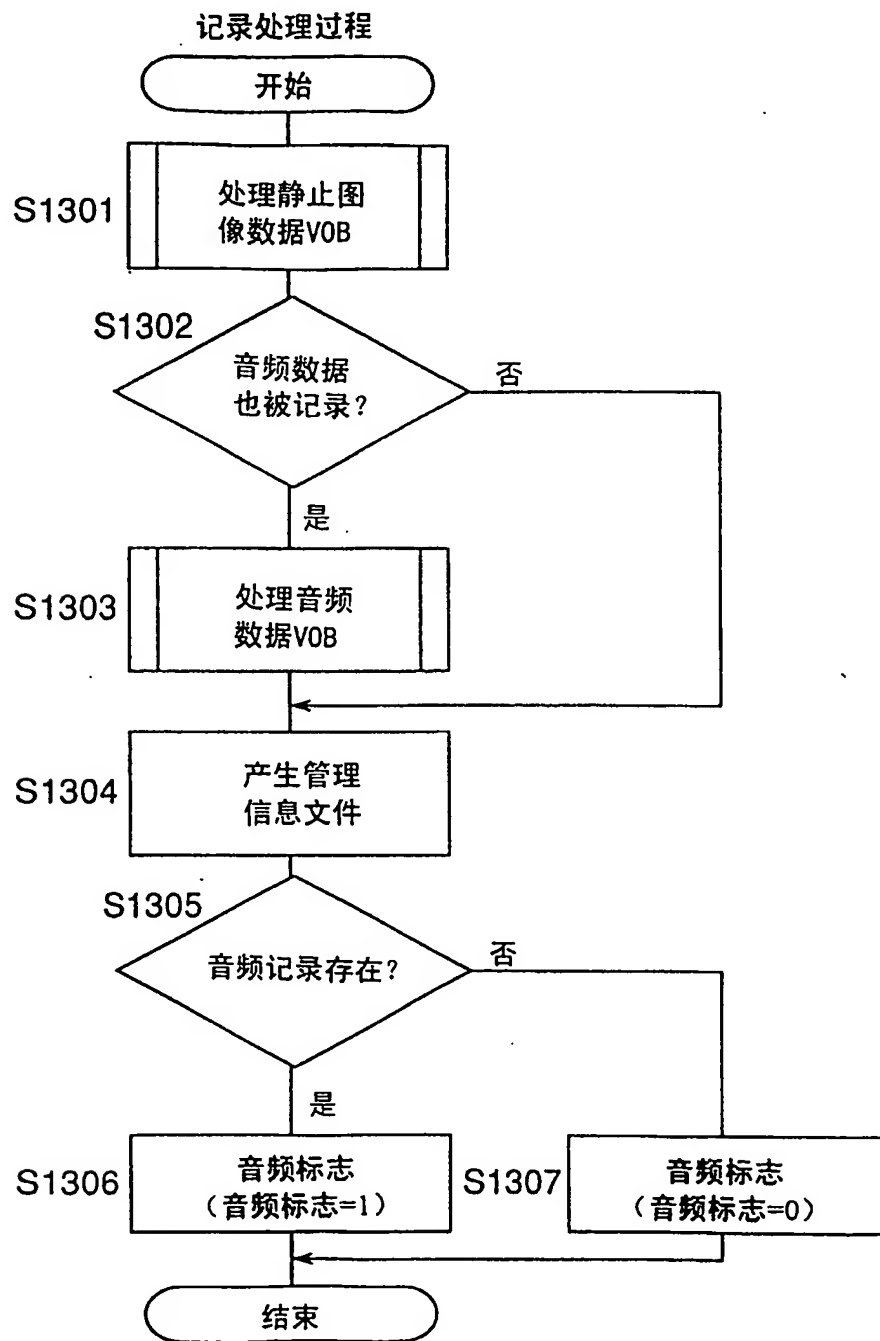 记录处理过程
开始
S1301
处理静止图
像数据VOB
S1302
音频数据
也被记录?
否
是
S1303
处理音频
数据VOB
S1304
产生管理
信息文件
S1305
音频记录存在?
否
是
S1306
音频标志
(音频标志=1)
S1307
音频标志
(音频标志=0)
结束